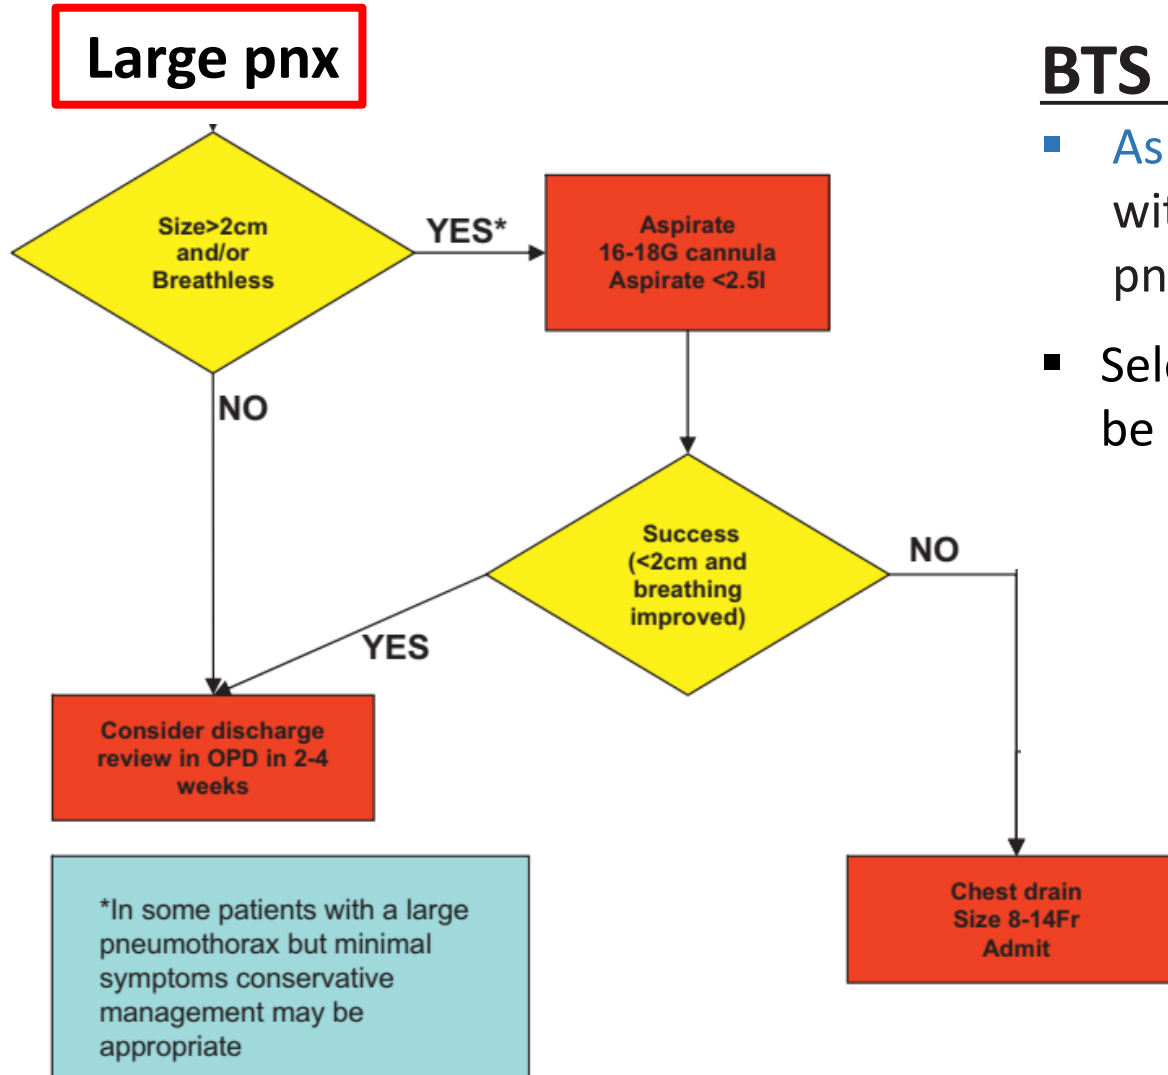 Large pnx
Size>2cm
and/or
Breathless
YES*
Aspirate
16-18G cannula
Aspirate <2.5l
NO
Success
(<2cm and
breathing
improved)
NO
YES
Consider discharge
review in OPD in 2-4
weeks
*In some patients with a large
pneumothorax but minimal
symptoms conservative
management may be
appropriate
Chest drain
Size 8-14Fr
Admit
BTS
be